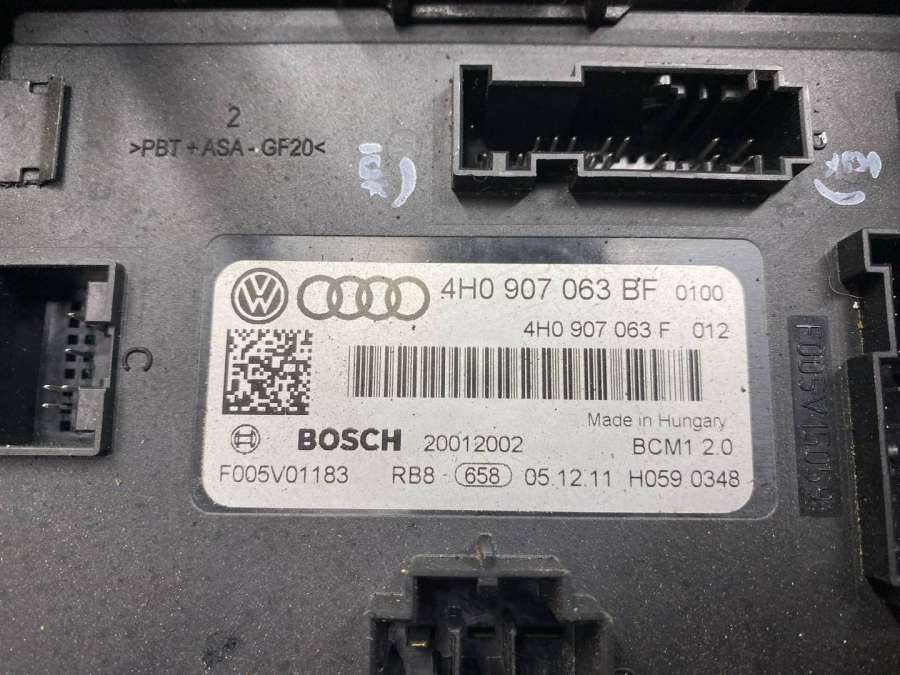 2
>PBT + ASA - GF20<
C
4H0 907 063 BF 0100
4H0 907 063 F 012
Made in Hungary
BOSCH 20012002 BCM1 2.0
F005V01183 RB8 - 658 05.12.11 H059 0348